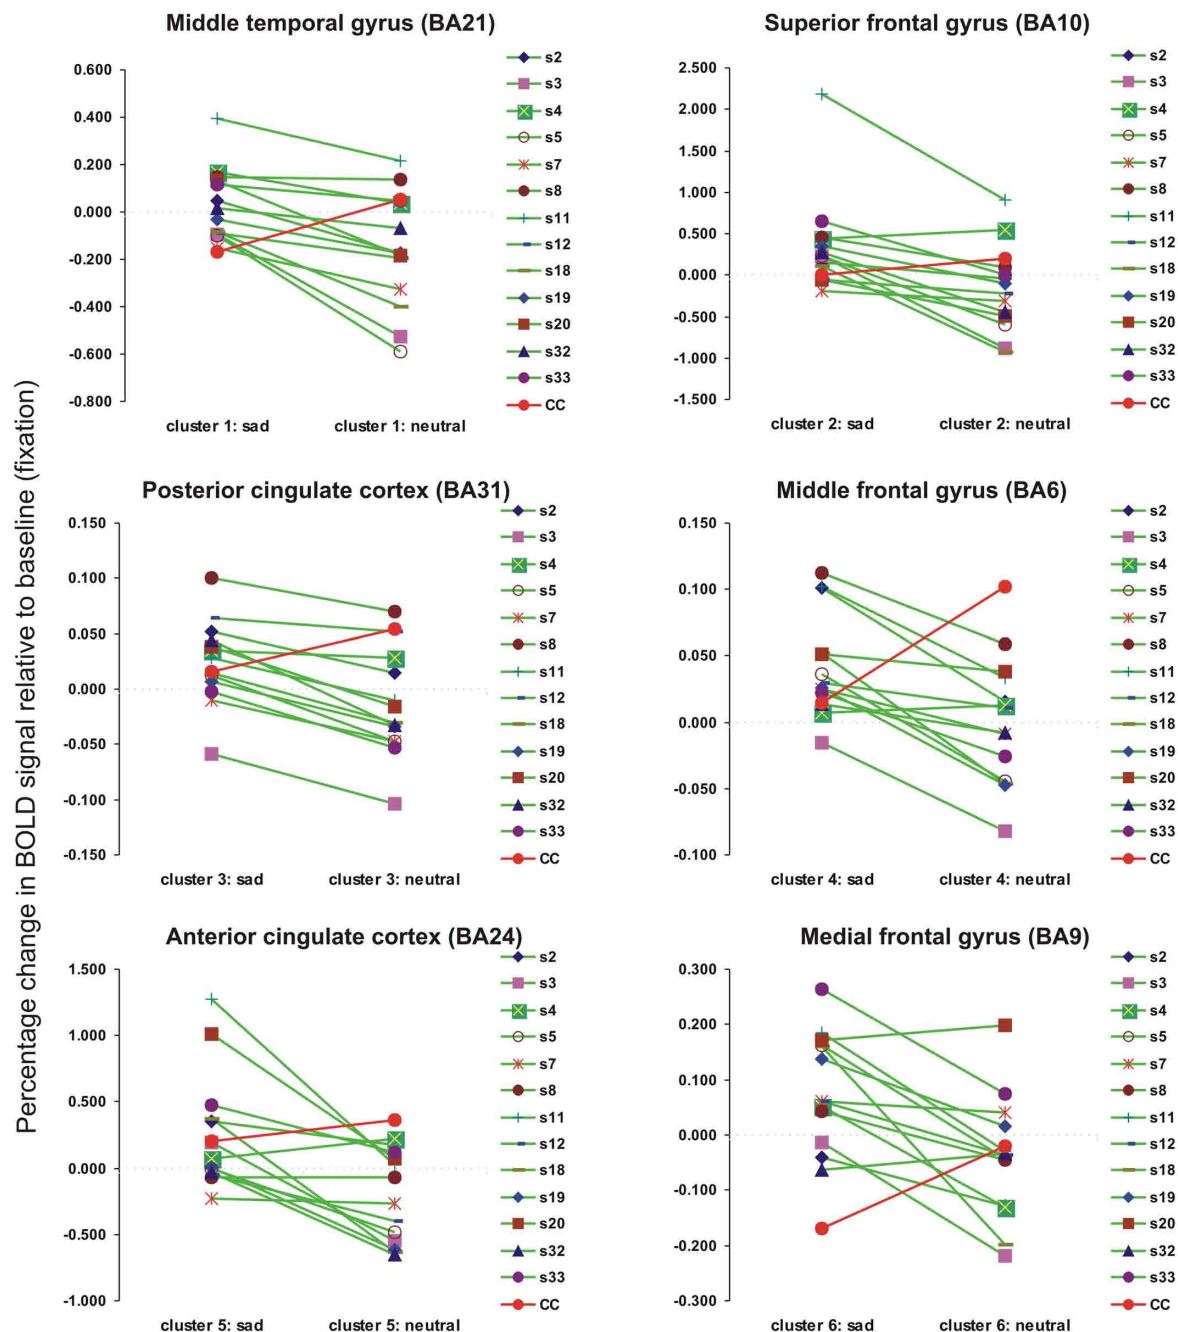 Percentage change in BOLD signal relative to baseline (fixation)
Middle temporal gyrus (BA21)
0.600
0.400
0.200
0.000
-0.200
-0.400
-0.600
-0.800
cluster 1: sad
cluster 1: neutral
s2
s3
s4
s5
s7
s8
s11
s12
s18
s19
s20
s32
s33
CC
Superior frontal gyrus (BA10)
2.500
2.000
1.500
1.000
0.500
0.000
-0.500
-1.000
-1.500
cluster 2: sad
cluster 2: neutral
s2
s3
s4
s5
s7
s8
s11
s12
s18
s19
s20
s32
s33
CC
Posterior cingulate cortex (BA31)
0.150
0.100
0.050
0.000
-0.050
-0.100
-0.150
cluster 3: sad
cluster 3: neutral
s2
s3
s4
s5
s7
s8
s11
s12
s18
s19
s20
s32
s33
CC
Middle frontal gyrus (BA6)
0.150
0.100
0.050
0.000
-0.050
-0.100
cluster 4: sad
cluster 4: neutral
s2
s3
s4
s5
s7
s8
s11
s12
s18
s19
s20
s32
s33
CC
Anterior cingulate cortex (BA24)
1.500
1.000
0.500
0.000
-0.500
-1.000
cluster 5: sad
cluster 5: neutral
s2
s3
s4
s5
s7
s8
s11
s12
s18
s19
s20
s32
s33
CC
Medial frontal gyrus (BA9)
0.300
0.200
0.100
0.000
-0.100
-0.200
-0.300
cluster 6: sad
cluster 6: neutral
s2
s3
s4
s5
s7
s8
s11
s12
s18
s19
s20
s32
s33
CC